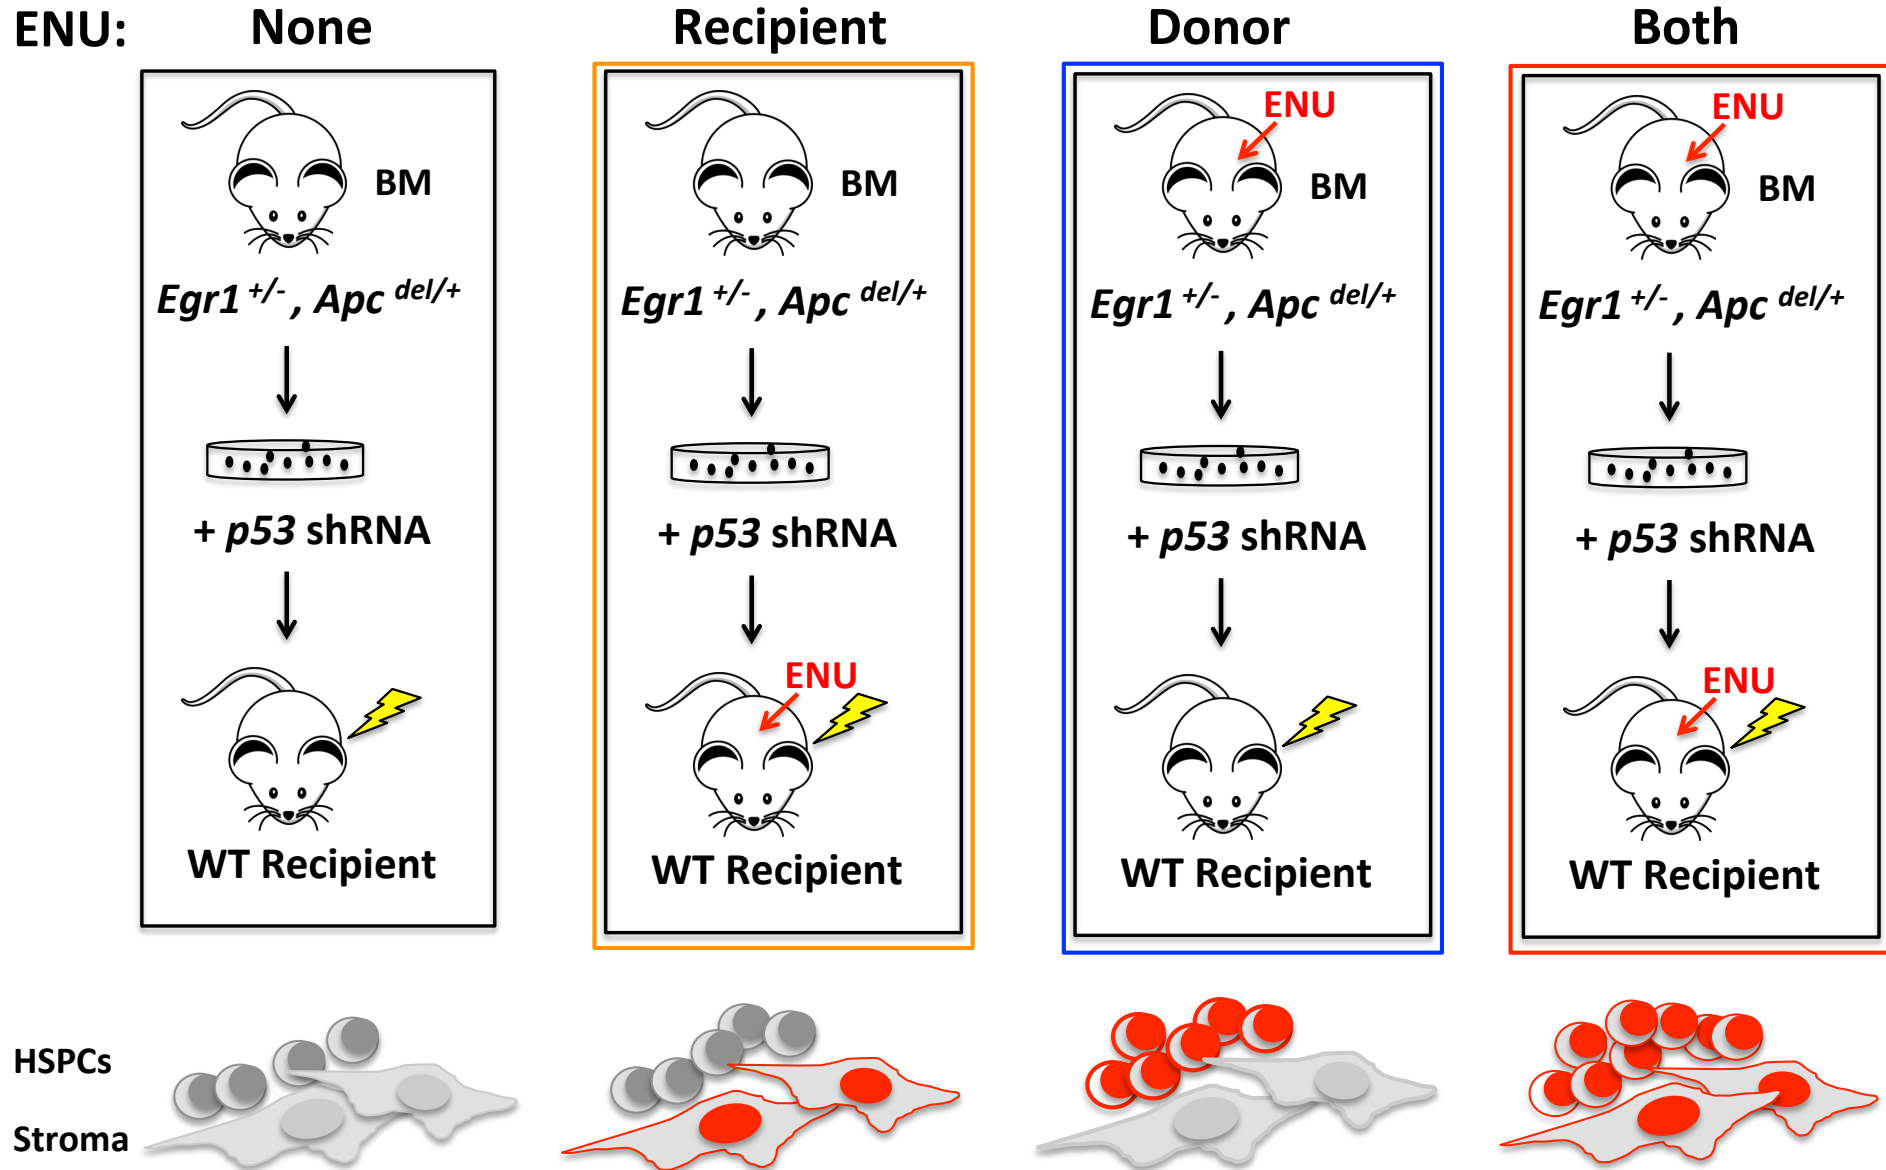 ENU: None Recipient Donor Both
ENU ENU
BM BM BM BM
Egr1 +/- , Apc del/+ Egr1 +/- , Apc del/+ Egr1 +/- , Apc del/+ Egr1 +/- , Apc del/+
+ p53 shRNA + p53 shRNA + p53 shRNA + p53 shRNA
ENU ENU
WT Recipient WT Recipient WT Recipient WT Recipient
HSPCs
Stroma